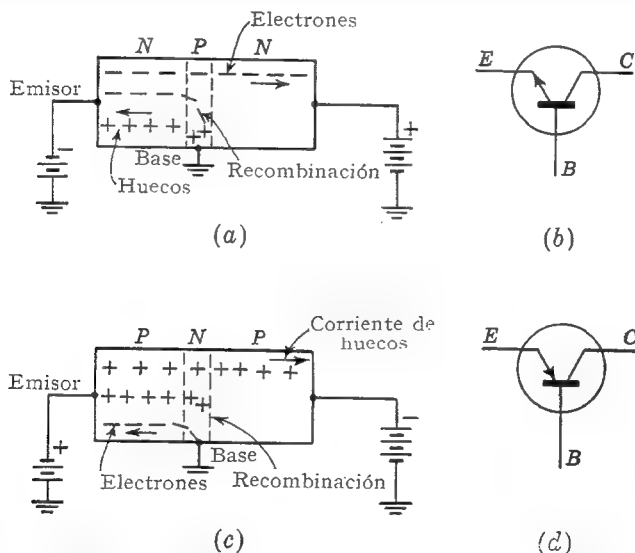 Electrones
N P N
Emisor
Base
Recombinación
Huecos
(a)
E C
B
(b)
P N P
Corriente de
huecos
Emisor
Base
Electrones
Recombinación
(c)
E C
B
(d)